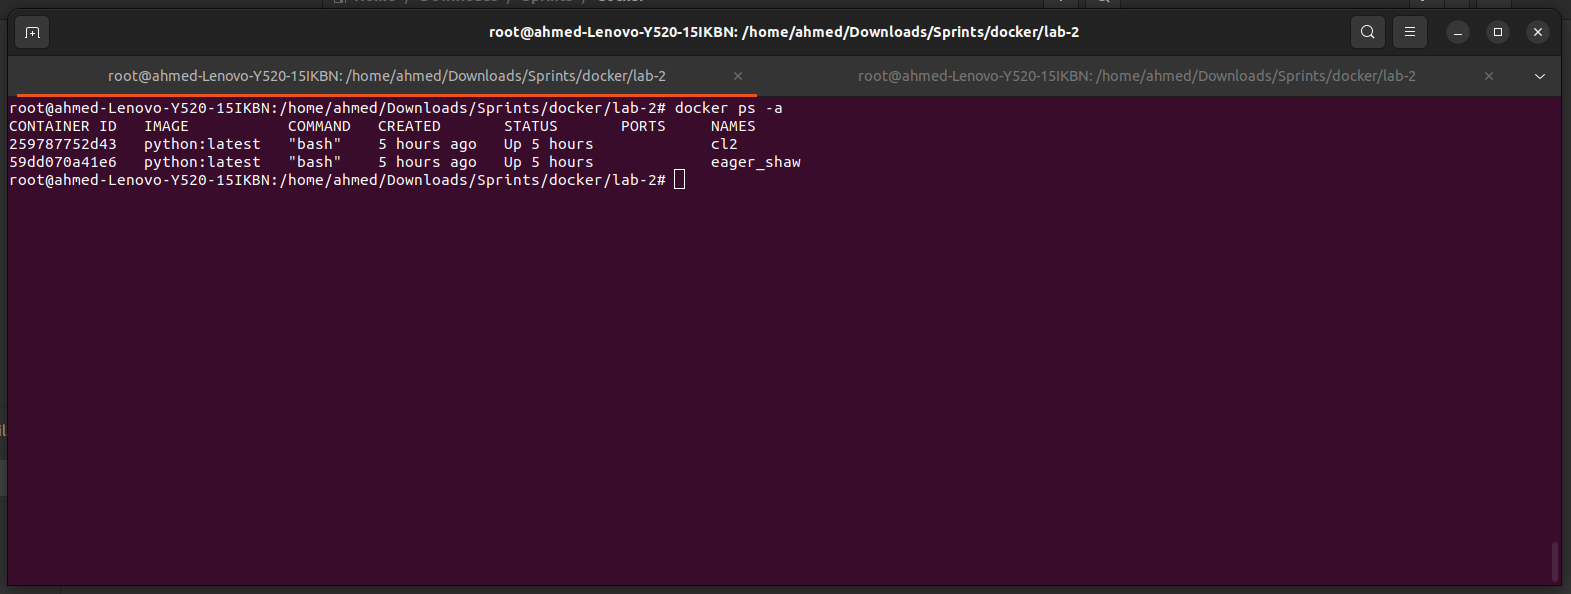 root@ahmed-Lenovo-Y520-15IKBN: /home/ahmed/Downloads/Sprints/docker/lab-2
root@ahmed-Lenovo-Y520-15IKBN: /home/ahmed/Downloads/Sprints/docker/lab-2 root@ahmed-Lenovo-Y520-15IKBN: /home/ahmed/Downloads/Sprints/docker/lab-2
root@ahmed-Lenovo-Y520-15IKBN:/home/ahmed/Downloads/Sprints/docker/lab-2# docker ps -a
CONTAINER ID   IMAGE           COMMAND   CREATED       STATUS       PORTS     NAMES
259787752d43   python:latest   "bash"    5 hours ago   Up 5 hours             cl2
59dd070a41e6   python:latest   "bash"    5 hours ago   Up 5 hours             eager_shaw
root@ahmed-Lenovo-Y520-15IKBN:/home/ahmed/Downloads/Sprints/docker/lab-2#